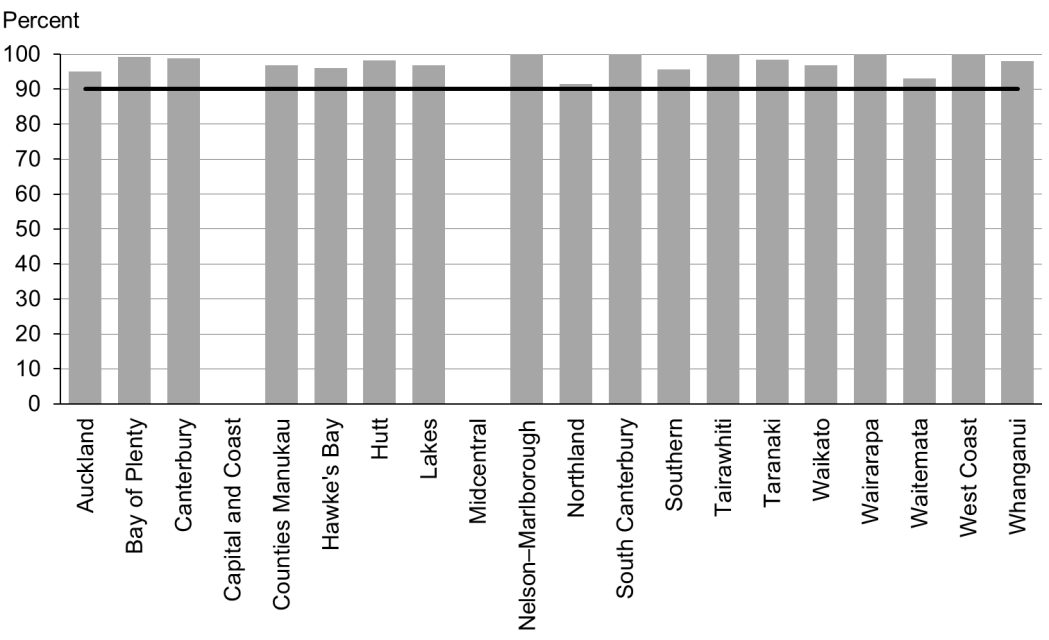 Percent
100
90
80
70
60
50
40
30
20
10
0
Auckland
Bay of Plenty
Canterbury
Capital and Coast
Counties Manukau
Hawke's Bay
Hutt
Lakes
Midcentral
Nelson–Marlborough
Northland
South Canterbury
Southern
Tairawhiti
Taranaki
Waikato
Wairarapa
Waitemata
West Coast
Whanganui